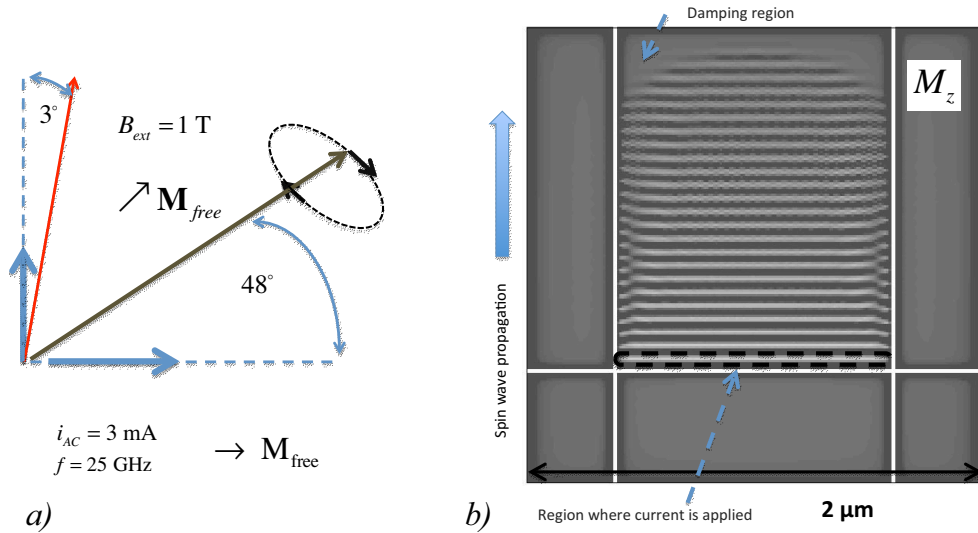 3°
B_ext = 1 T
M_free
48°
i_AC = 3 mA
f = 25 GHz
→ M_free
a)
Damping region
M_z
Spin wave propagation
Region where current is applied
2 μm
b)